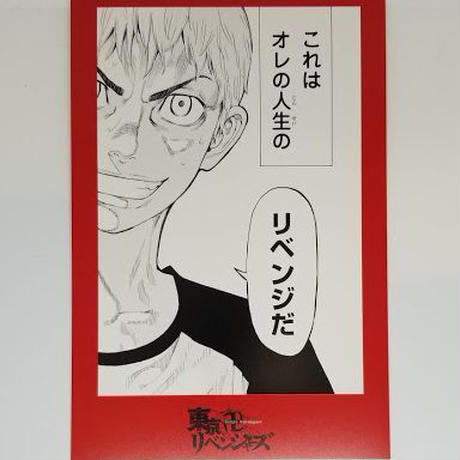 これは
オレの人生の
リベンジだ
東京
リベンジャーズ